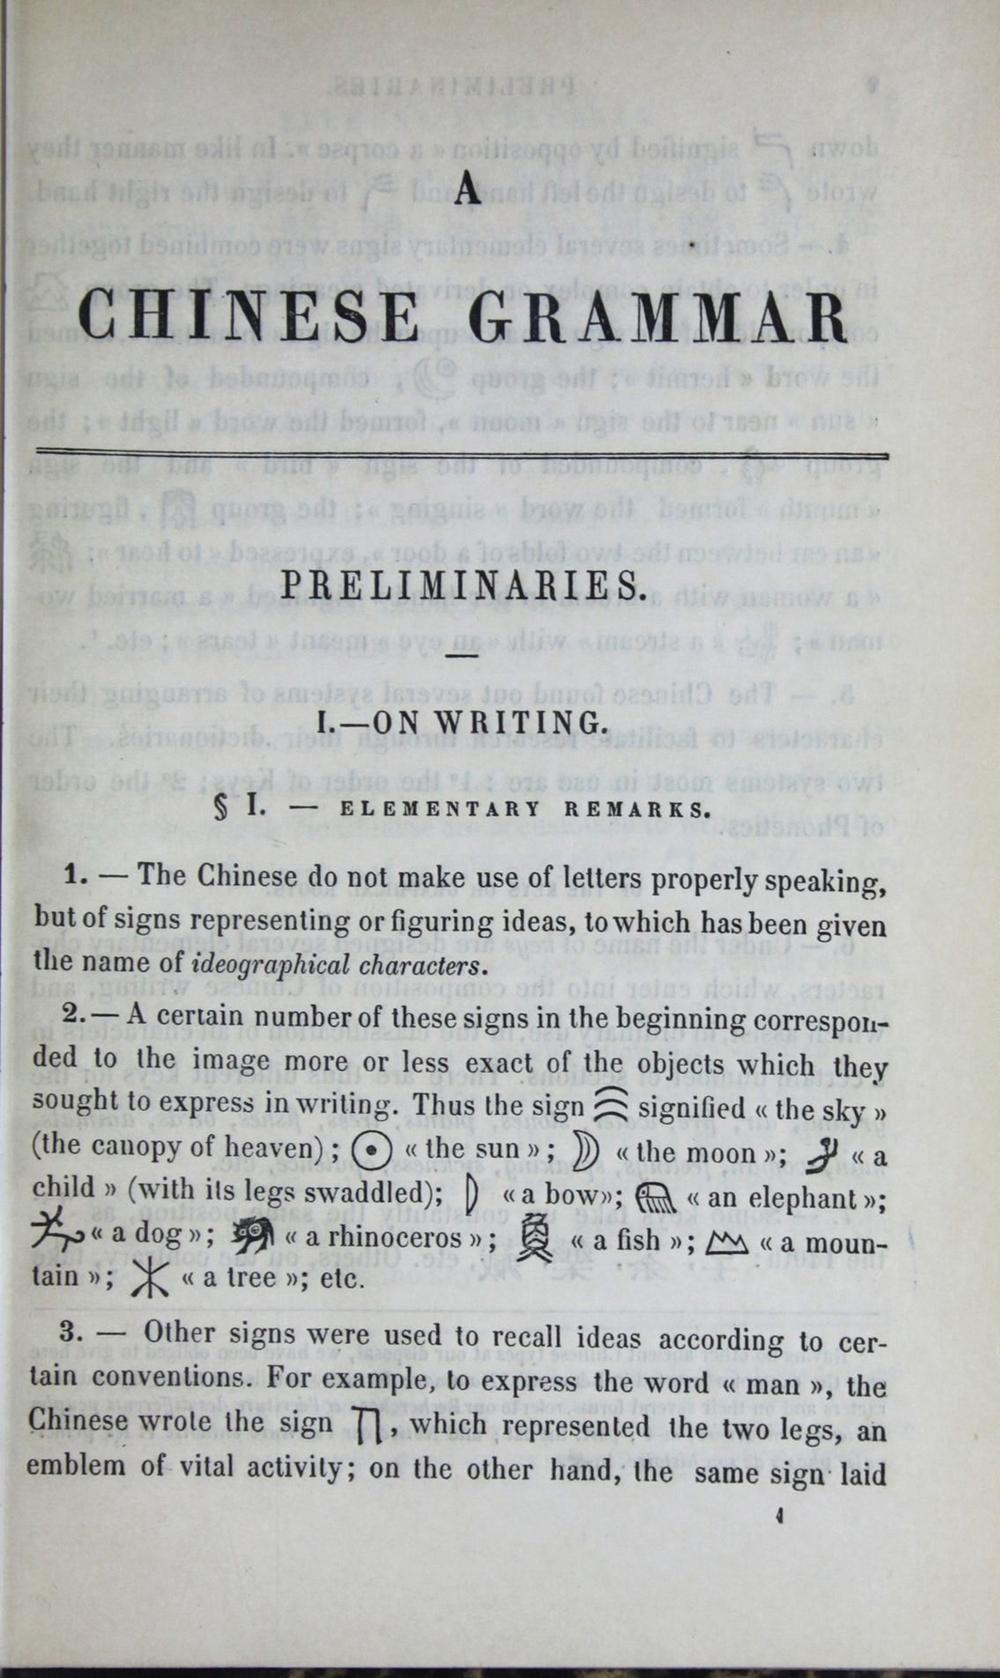 A
CHINESE GRAMMAR
PRELIMINARIES.
I.—ON WRITING.
§ I. — ELEMENTARY REMARKS.
1. — The Chinese do not make use of letters properly speaking,
but of signs representing or figuring ideas, to which has been given
the name of ideographical characters.
2. — A certain number of these signs in the beginning correspon-
ded to the image more or less exact of the objects which they
sought to express in writing. Thus the sign signified « the sky »
(the canopy of heaven) ; « the sun » ; « the moon »; « a
child » (with its legs swaddled); « a bow»; « an elephant »;
« a dog »; « a rhinoceros » ; « a fish » ; « a moun-
tain »; « a tree »; etc.
3. — Other signs were used to recall ideas according to cer-
tain conventions. For example, to express the word « man », the
Chinese wrote the sign , which represented the two legs, an
emblem of vital activity; on the other hand, the same sign laid
1